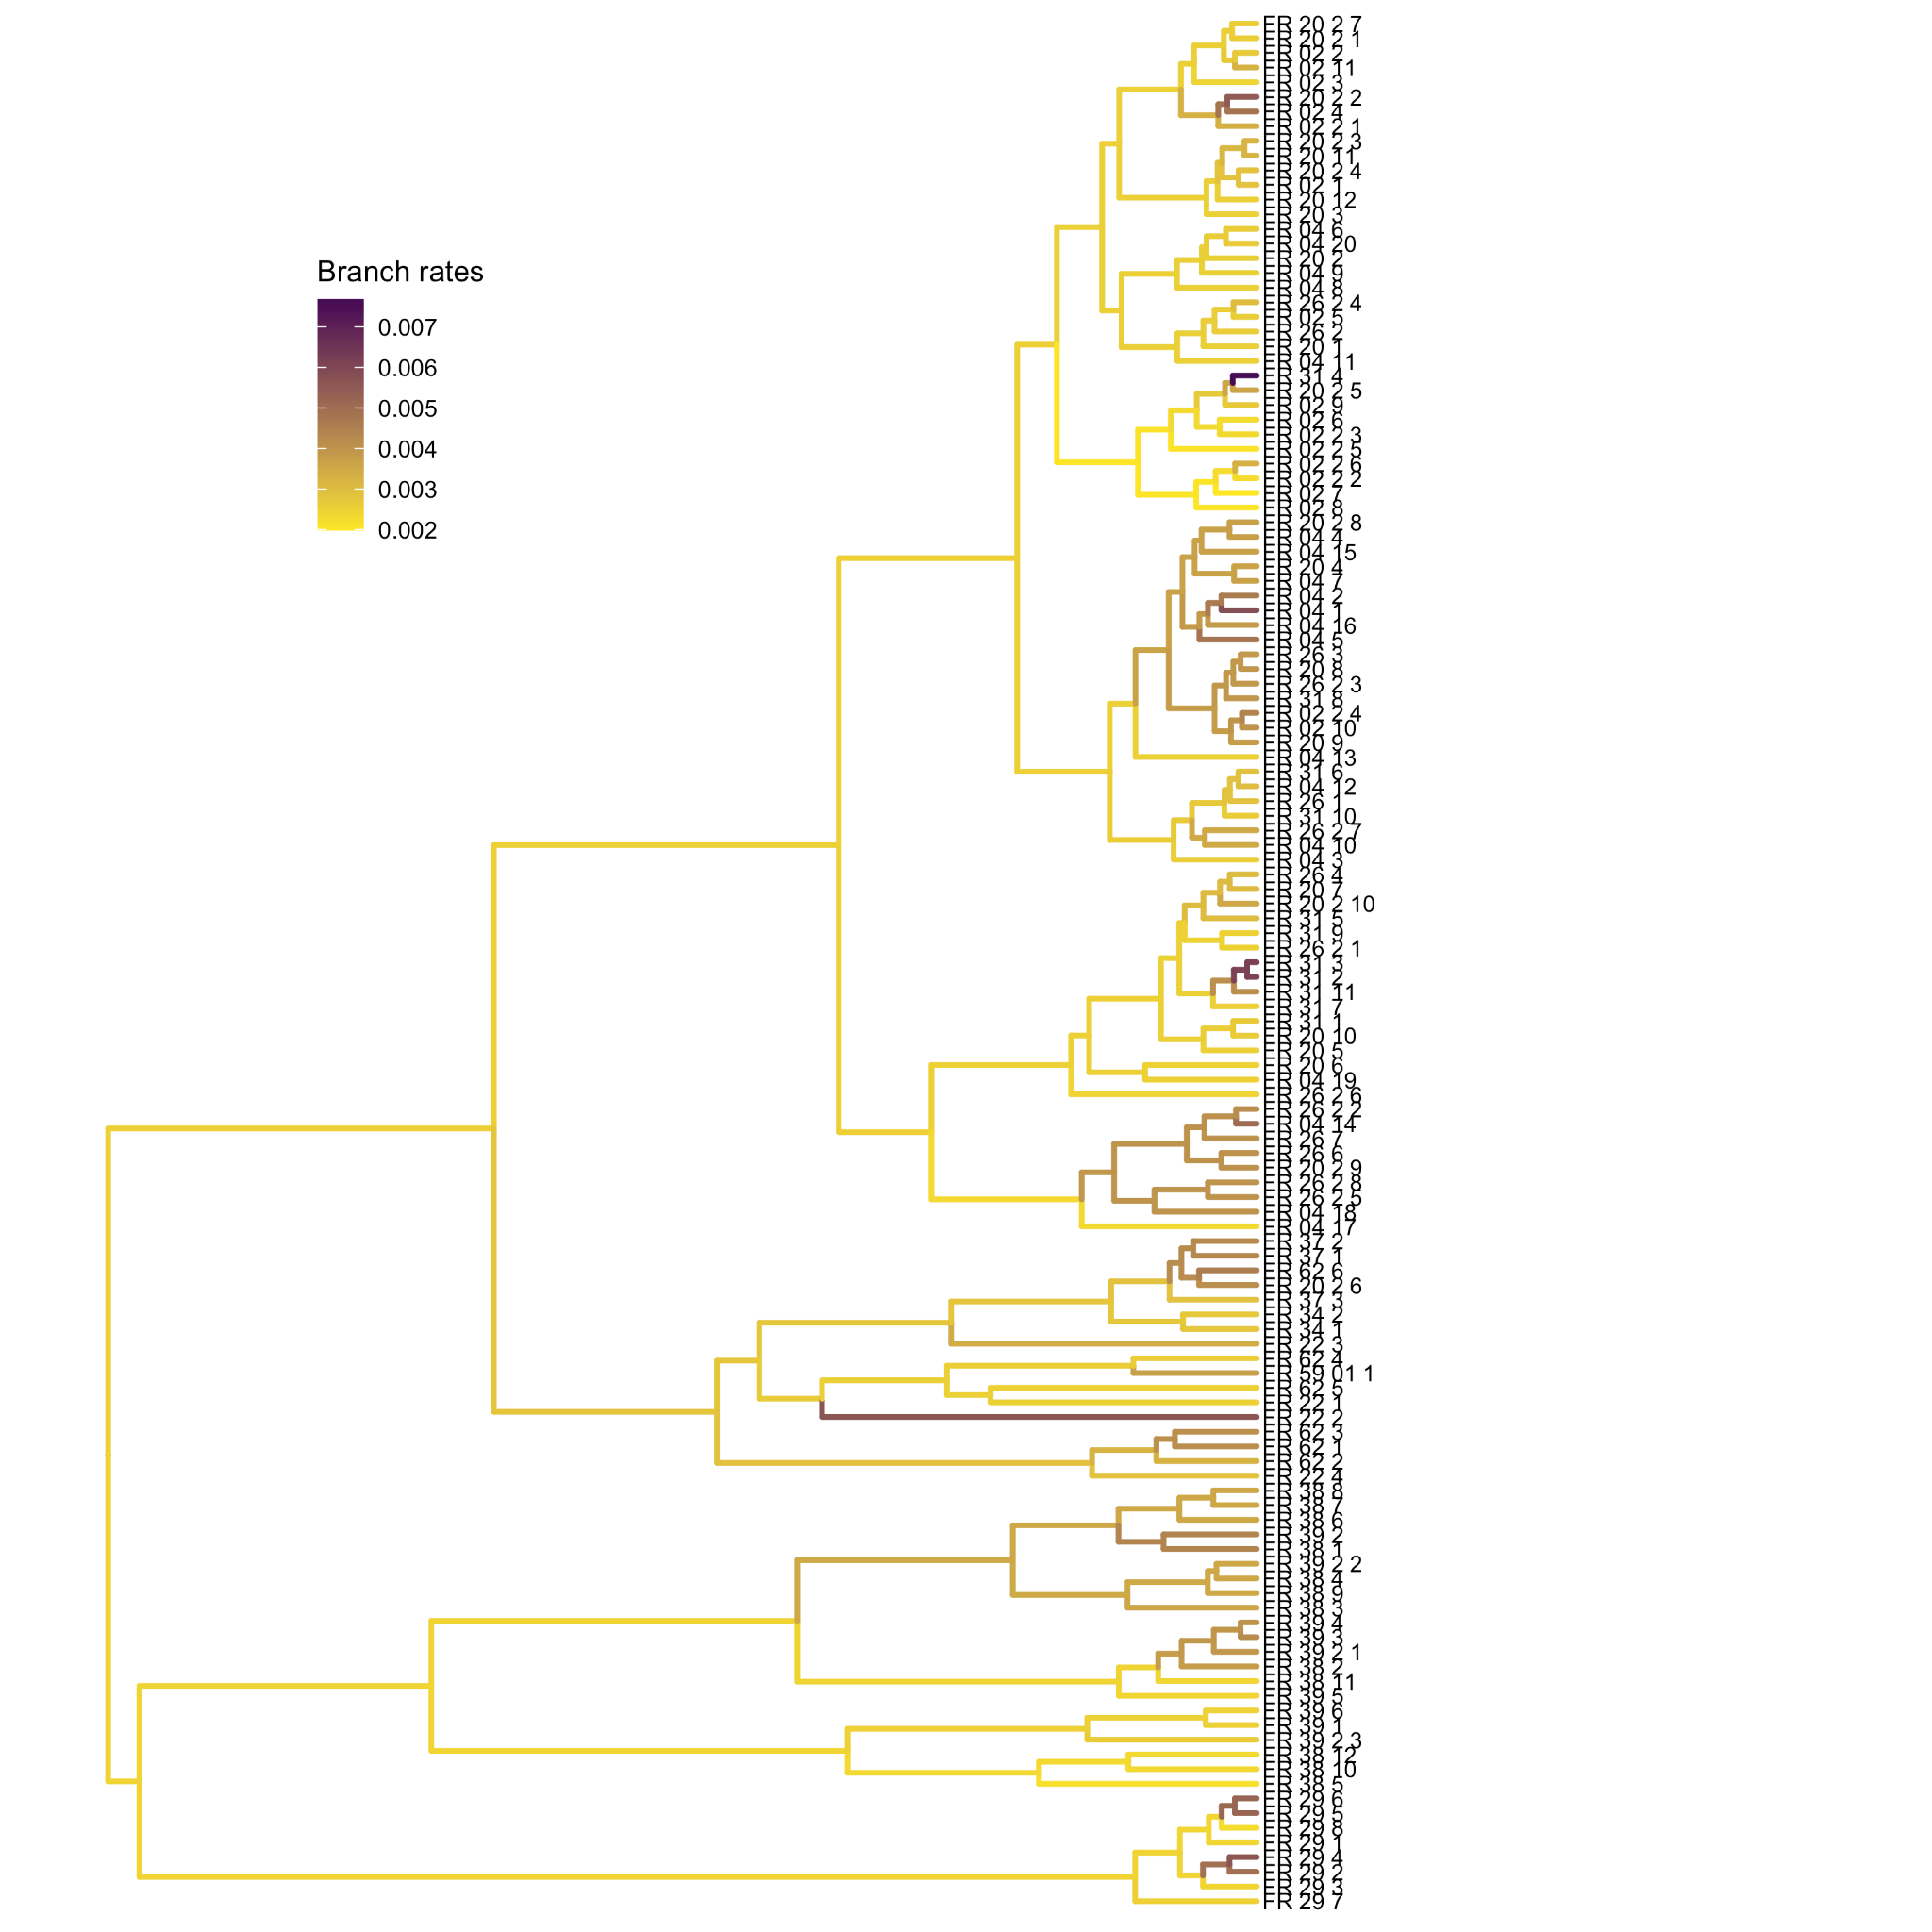 FR 20 2 7
FR 20 2 1
FR 02 2
FR 02 11
FR 02 3
FR 20 2 2
FR 02 4
FR 02 2 1
FR 20 2 3
FR 20 11
FR 20 2 4
FR 02 1
FR 20 12
FR 20 3
FR 04 6
FR 04 20
FR 20 2
FR 04 9
FR 04 8
Branch rates
FR 26 2 4
FR 02 5
0.007
FR 26 2
FR 20 1
FR 04 11
0.006
FR 31 4
FR 20 2 5
FR 02 9
0.005
FR 02 6
FR 02 2 3
FR 02 2 5
0.004
FR 02 2 6
FR 02 2 2
FR 02 7
0.003
FR 02 8
FR 20 2 8
0.002
FR 04 4
FR 04 15
FR 20 4
FR 04 7
FR 04 2
FR 04 1
FR 04 16
FR 04 5
FR 26 3
FR 20 8
FR 26 2 3
FR 31 8
FR 02 2 4
FR 02 10
FR 20 9
FR 04 13
FR 31 6
FR 04 12
FR 26 1
FR 31 10
FR 26 2 7
FR 04 10
FR 04 3
FR 26 4
FR 20 7
FR 20 2 10
FR 31 5
FR 31 9
FR 26 2 1
FR 31 3
FR 31 2
FR 31 11
FR 31 7
FR 31 1
FR 20 10
FR 20 5
FR 20 6
FR 04 19
FR 26 2 6
FR 26 2 2
FR 04 14
FR 26 7
FR 26 6
FR 20 2 9
FR 26 2 8
FR 26 2 5
FR 04 18
FR 04 17
FR 37 2
FR 37 1
FR 62 6
FR 20 2 6
FR 37 3
FR 34 2
FR 34 1
FR 22 3
FR 62 4
FR 59 01 1 1
FR 62 5
FR 22 1
FR 22 2
FR 62 3
FR 62 1
FR 62 2
FR 22 4
FR 38 8
FR 38 7
FR 38 6
FR 39 2
FR 38 1
FR 39 2 2
FR 38 4
FR 38 9
FR 38 3
FR 39 4
FR 39 3
FR 39 2 1
FR 38 2
FR 38 11
FR 39 5
FR 39 6
FR 39 1
FR 39 2 3
FR 38 12
FR 38 10
FR 38 5
FR 29 6
FR 29 5
FR 29 8
FR 29 1
FR 29 4
FR 29 2
FR 29 3
FR 29 7